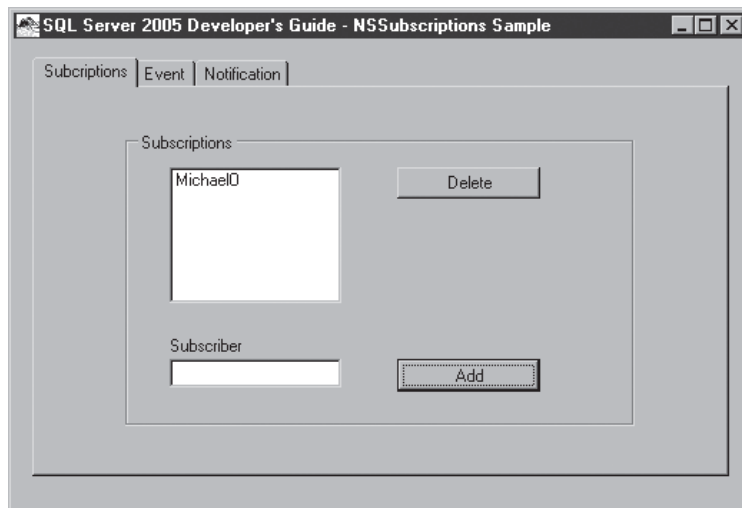 SQL Server 2005 Developer's Guide - NSSubscriptions Sample
Subcriptions Event Notification
Subscriptions
MichaelO
Delete
Subscriber
Add